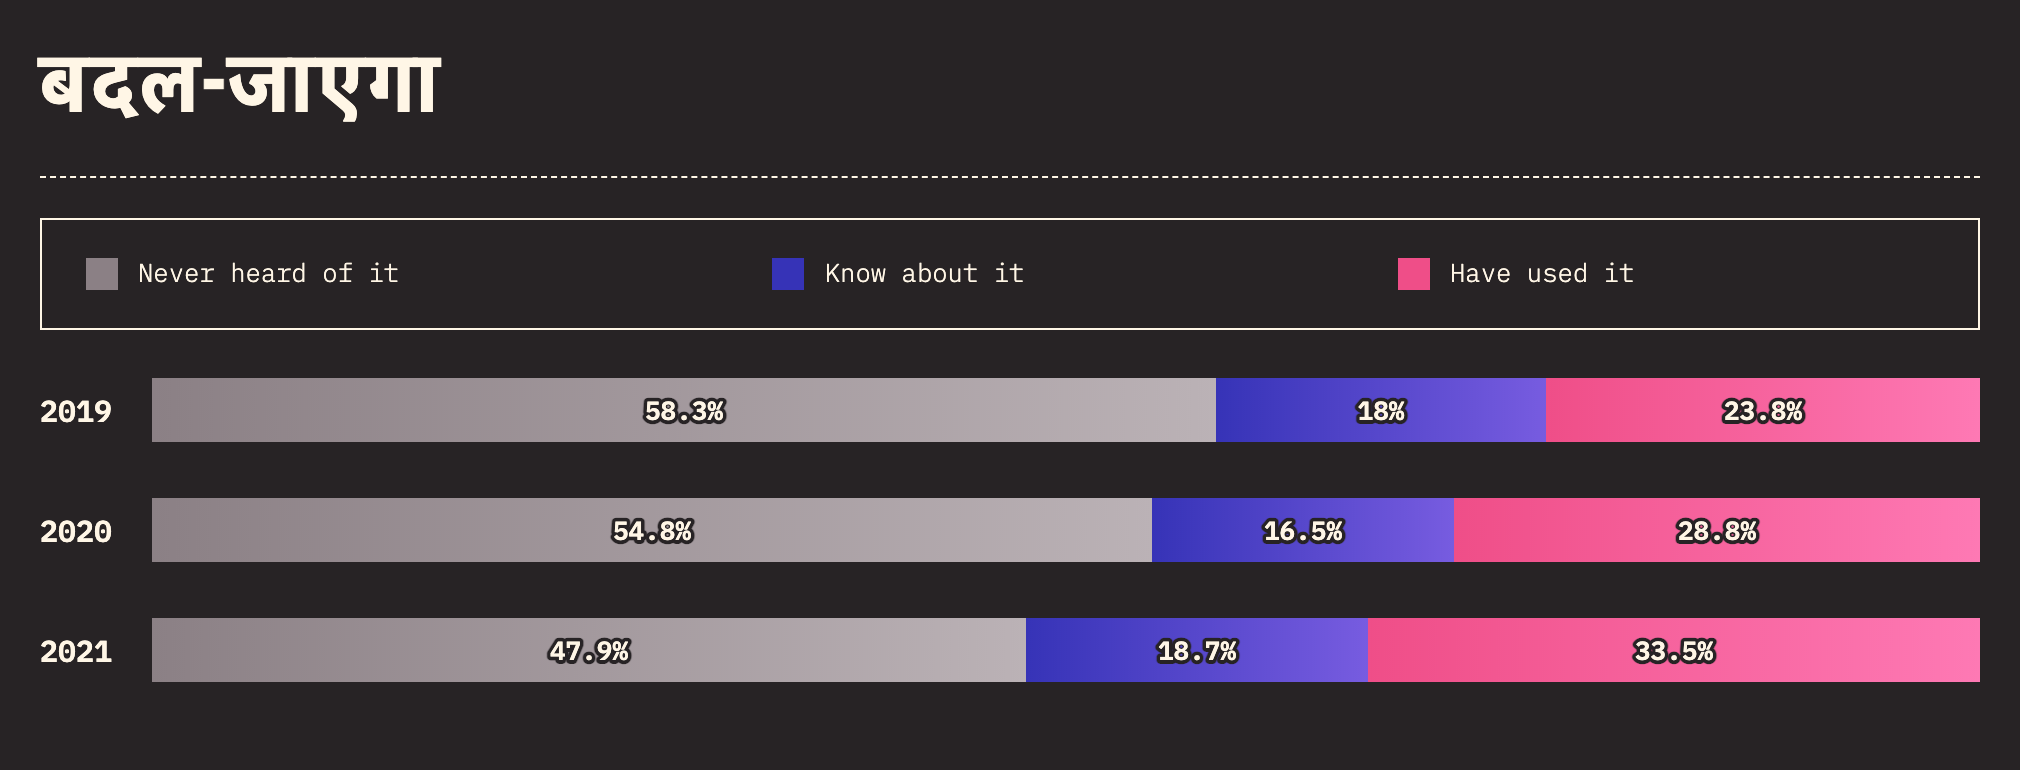 बदल-जाएगा
Never heard of it Know about it Have used it
2019 58.3% 18% 23.8%
2020 54.8% 16.5% 28.8%
2021 47.9% 18.7% 33.5%